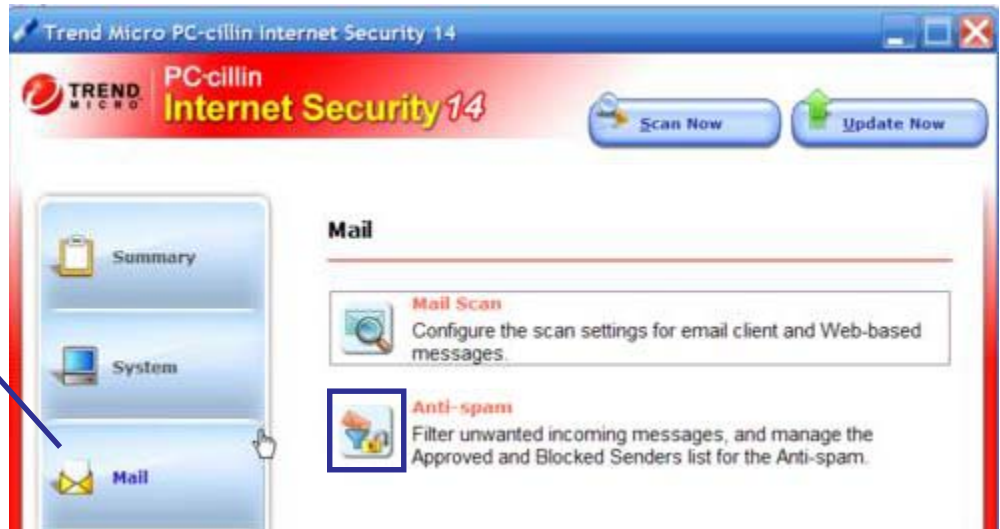 Trend Micro PC-cillin Internet Security 14
TREND MICRO
PC-cillin
Internet Security 14
Scan Now
Update Now
Summary
System
Mail
Mail
Mail Scan
Configure the scan settings for email client and Web-based
messages.
Anti-spam
Filter unwanted incoming messages, and manage the
Approved and Blocked Senders list for the Anti-spam.